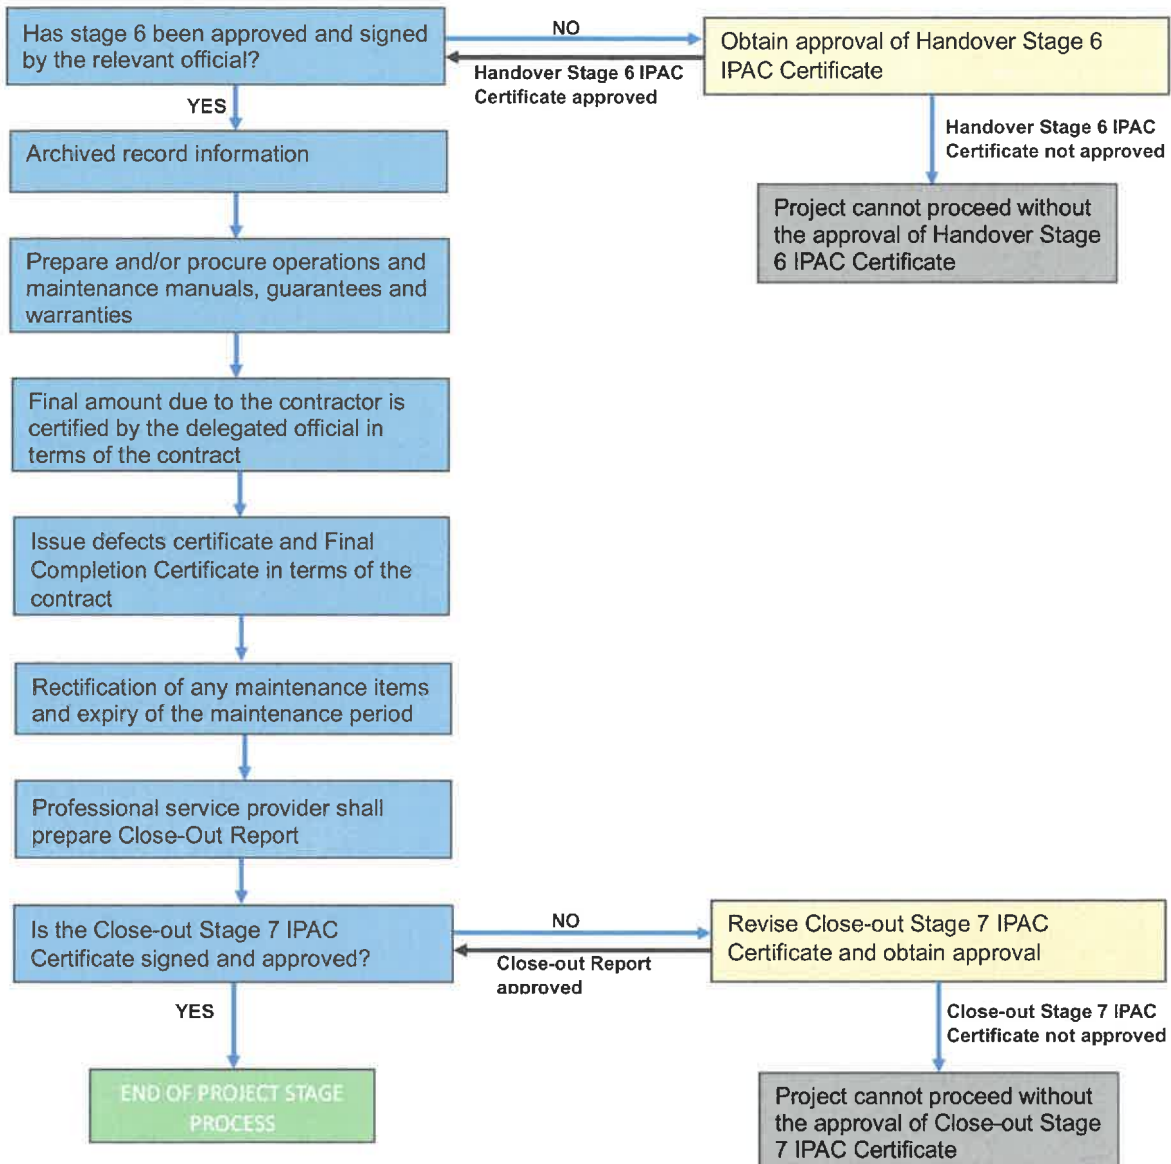 Has stage 6 been approved and signed
by the relevant official?
NO
Handover Stage 6 IPAC
Certificate approved
Obtain approval of Handover Stage 6
IPAC Certificate
YES
Handover Stage 6 IPAC
Certificate not approved
Archived record information
Project cannot proceed without
the approval of Handover Stage
6 IPAC Certificate
Prepare and/or procure operations and
maintenance manuals, guarantees and
warranties
Final amount due to the contractor is
certified by the delegated official in
terms of the contract
Issue defects certificate and Final
Completion Certificate in terms of the
contract
Rectification of any maintenance items
and expiry of the maintenance period
Professional service provider shall
prepare Close-Out Report
Is the Close-out Stage 7 IPAC
Certificate signed and approved?
NO
Close-out Report
approved
Revise Close-out Stage 7 IPAC
Certificate and obtain approval
YES
Close-out Stage 7 IPAC
Certificate not approved
END OF PROJECT STAGE
PROCESS
Project cannot proceed without
the approval of Close-out Stage
7 IPAC Certificate